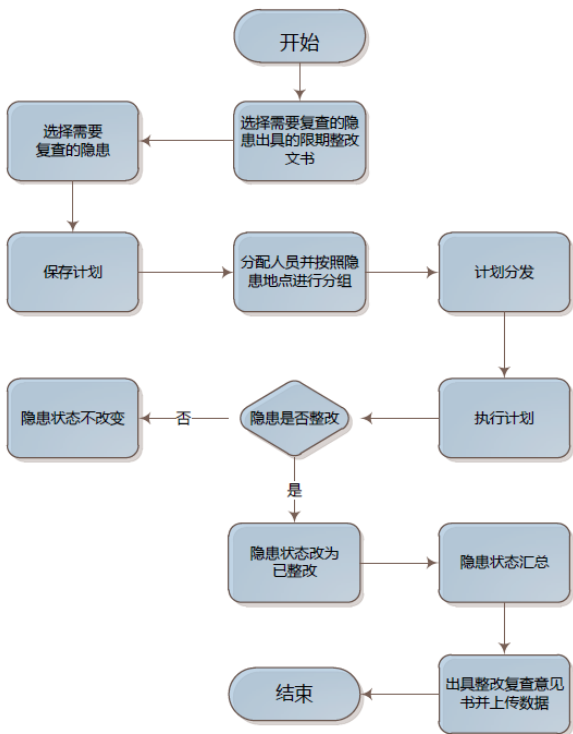 开始
选择需要复查的隐
患出具的限期整改
文书
选择需要
复查的隐患
保存计划
分配人员并按照隐
患地点进行分组
计划分发
执行计划
隐患是否整改
否
隐患状态不改变
是
隐患状态改为
已整改
隐患状态汇总
出具整改复查意见
书并上传数据
结束